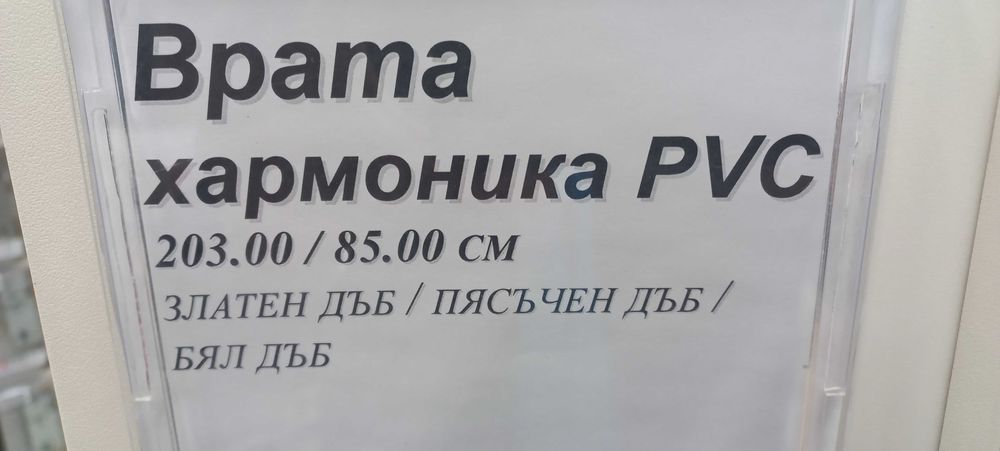 Врата
хармоника PVC
203.00 / 85.00 СМ
ЗЛАТЕН ДЪБ / ПЯСЪЧЕН ДЪБ /
БЯЛ ДЪБ